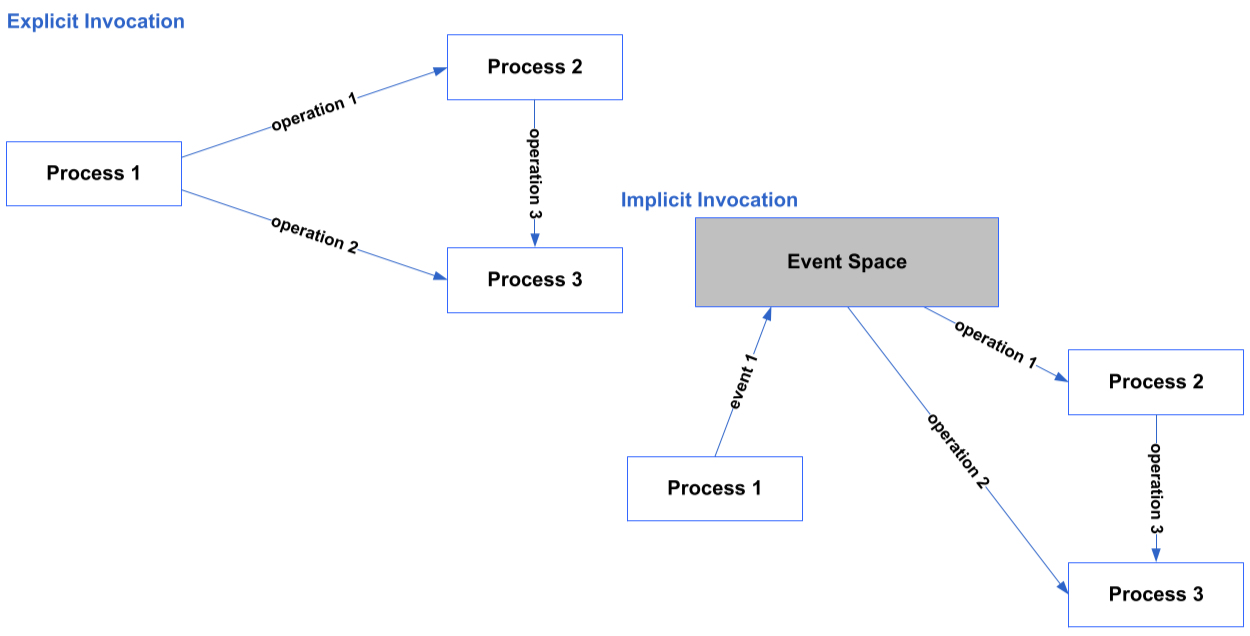 Explicit Invocation
Process 2
operation 1
Process 1
operation 3
operation 2
Process 3
Implicit Invocation
Event Space
operation 1
event 1
Process 2
operation 2
Process 1
operation 3
Process 3